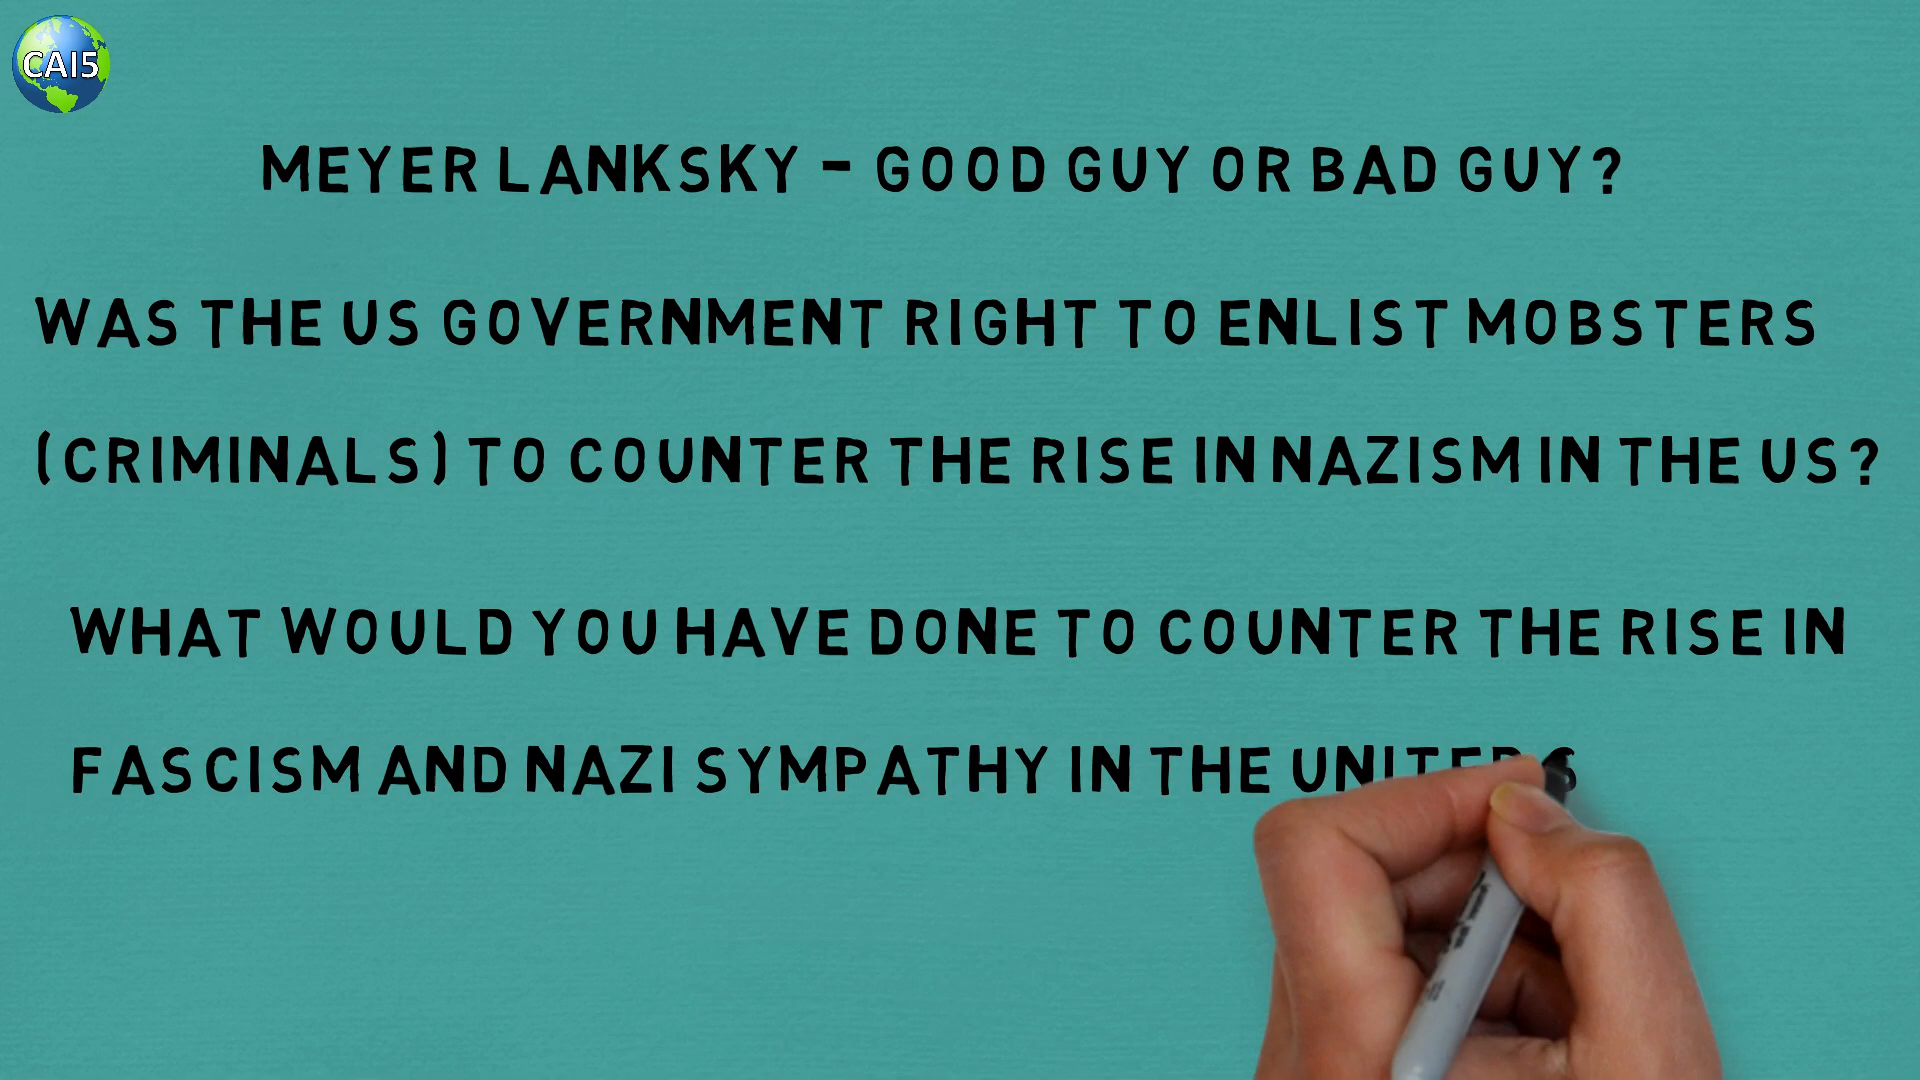 CAI5
MEYER LANKSKY - GOOD GUY OR BAD GUY?
WAS THE US GOVERNMENT RIGHT TO ENLIST MOBSTERS
(CRIMINALS) TO COUNTER THE RISE IN NAZISM IN THE US?
WHAT WOULD YOU HAVE DONE TO COUNTER THE RISE IN
FASCISM AND NAZI SYMPATHY IN THE UNITED S